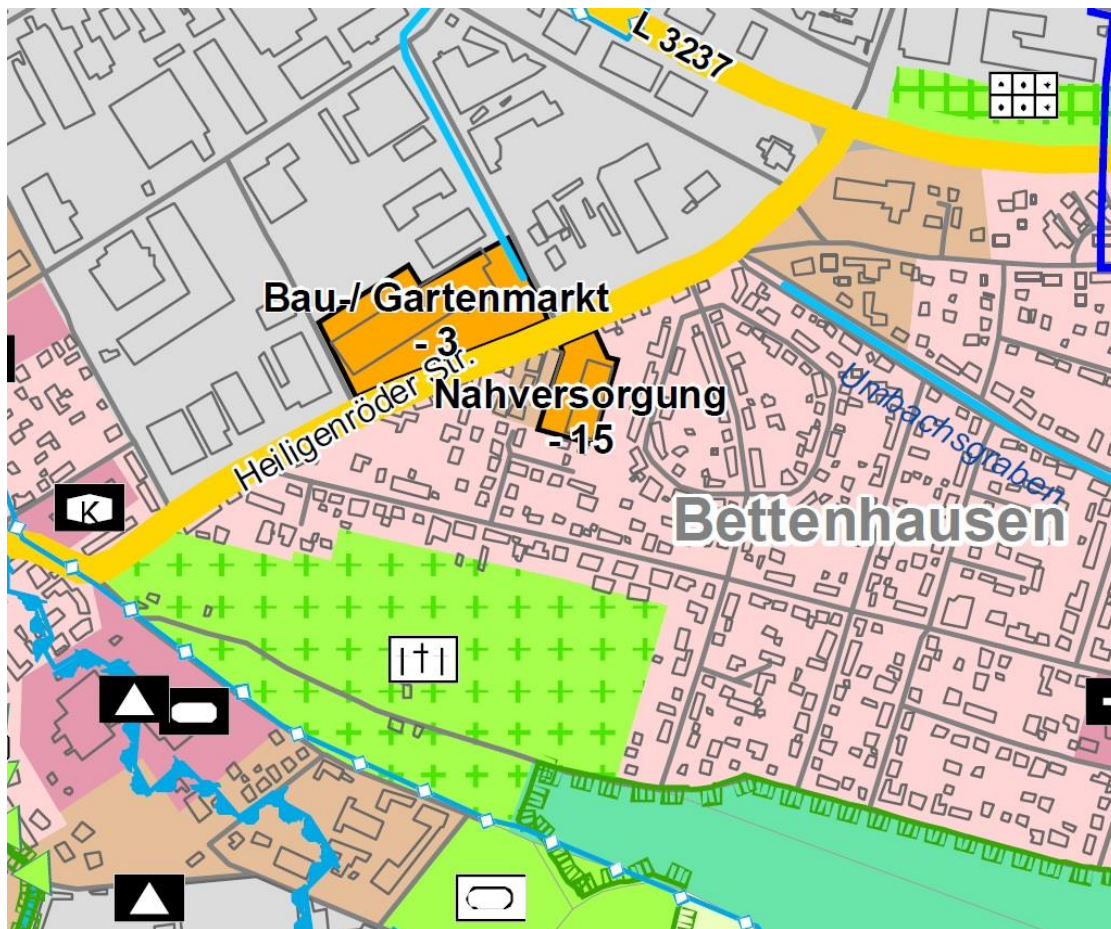 L 3237
Bau-/ Gartenmarkt
- 3
Heiligenröder Str.
Nahversorgung
- 15
Umbachsgraben
Bettenhausen
K